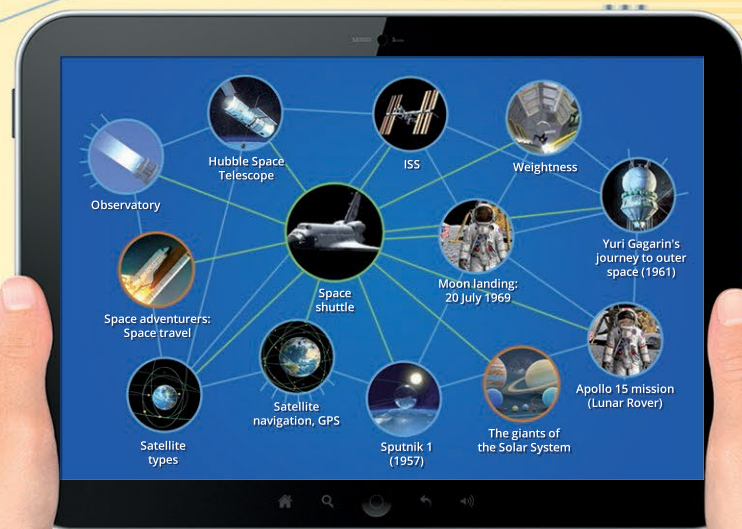 Hubble Space
Telescope
ISS
Weightness
Observatory
Yuri Gagarin's
journey to outer
space (1961)
Space
shuttle
Moon landing:
20 July 1969
Space adventurers:
Space travel
Satellite
types
Satellite
navigation, GPS
Sputnik 1
(1957)
The giants of
the Solar System
Apollo 15 mission
(Lunar Rover)